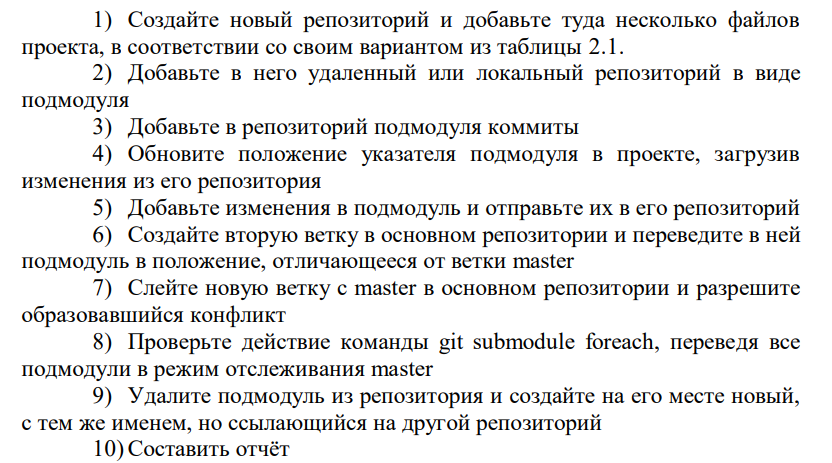 1) Создайте новый репозиторий и добавьте туда несколько файлов
проекта, в соответствии со своим вариантом из таблицы 2.1.
2) Добавьте в него удаленный или локальный репозиторий в виде
подмодуля
3) Добавьте в репозиторий подмодуля коммиты
4) Обновите положение указателя подмодуля в проекте, загрузив
изменения из его репозитория
5) Добавьте изменения в подмодуль и отправьте их в его репозиторий
6) Создайте вторую ветку в основном репозитории и переведите в ней
подмодуль в положение, отличающееся от ветки master
7) Слейте новую ветку с master в основном репозитории и разрешите
образовавшийся конфликт
8) Проверьте действие команды git submodule foreach, переведя все
подмодули в режим отслеживания master
9) Удалите подмодуль из репозитория и создайте на его месте новый,
с тем же именем, но ссылающийся на другой репозиторий
10) Составить отчёт